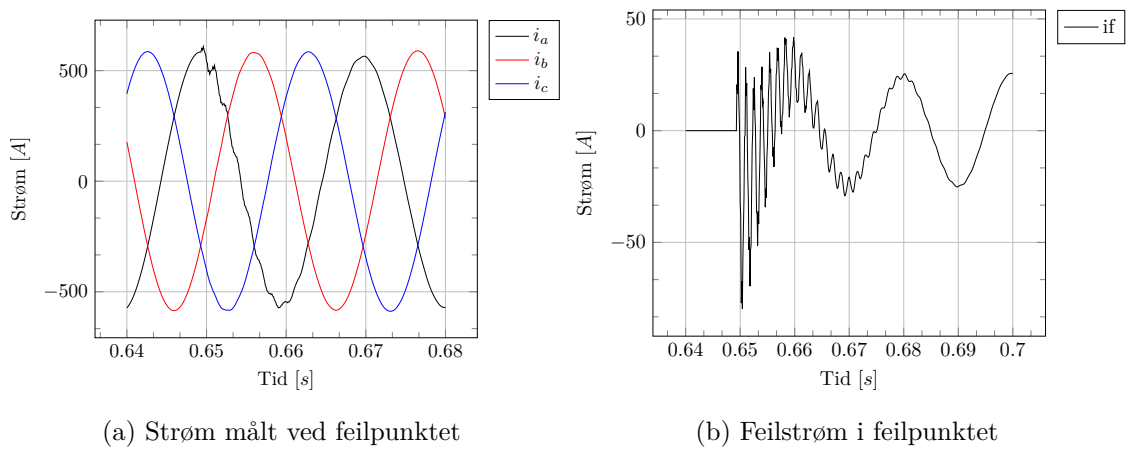 500
0
−500
0.64 0.65 0.66 0.67 0.68
Strøm [A]
Tid [s]
i_a
i_b
i_c
(a) Strøm målt ved feilpunktet
50
0
−50
0.64 0.65 0.66 0.67 0.68 0.69 0.7
Strøm [A]
Tid [s]
if
(b) Feilstrøm i feilpunktet